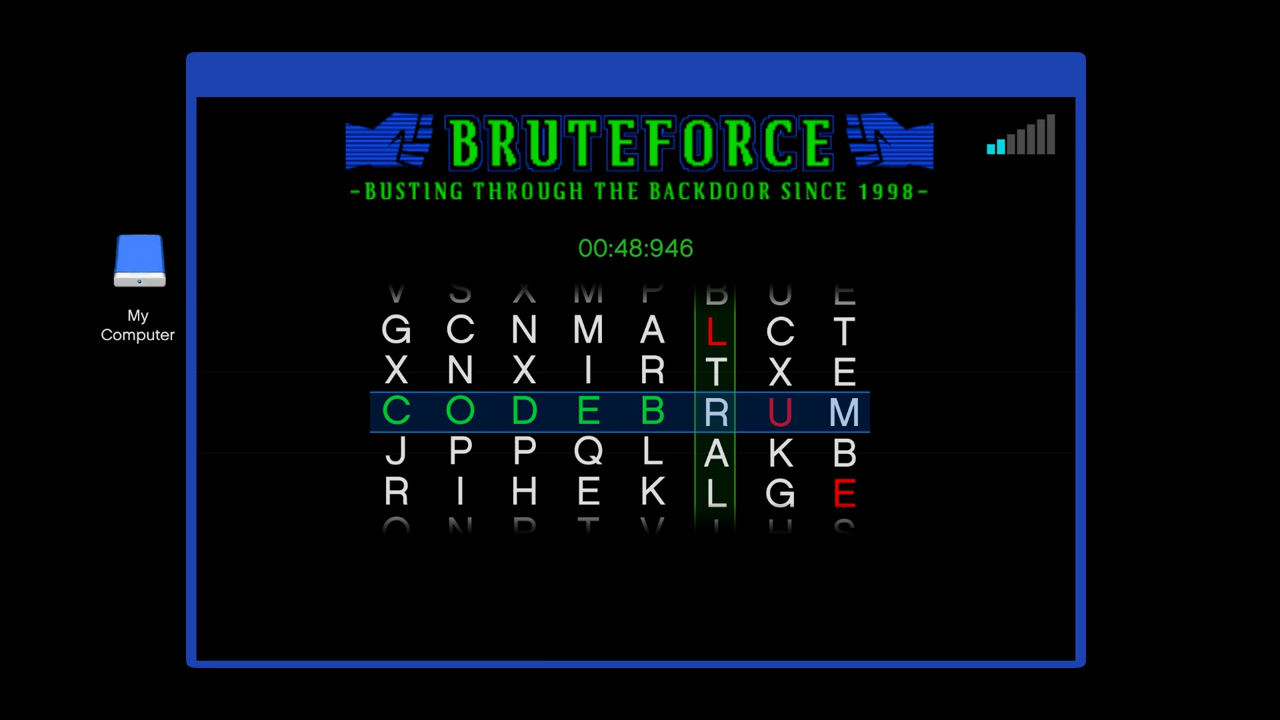 BRUTEFORCE
-BUSTING THROUGH THE BACKDOOR SINCE 1998-
00:48:946
V S X M P B U E
G C N M A L C T
X N X I R T X E
C O D E B R U M
My
Computer
J P P Q L A K B
R I H E K L G E